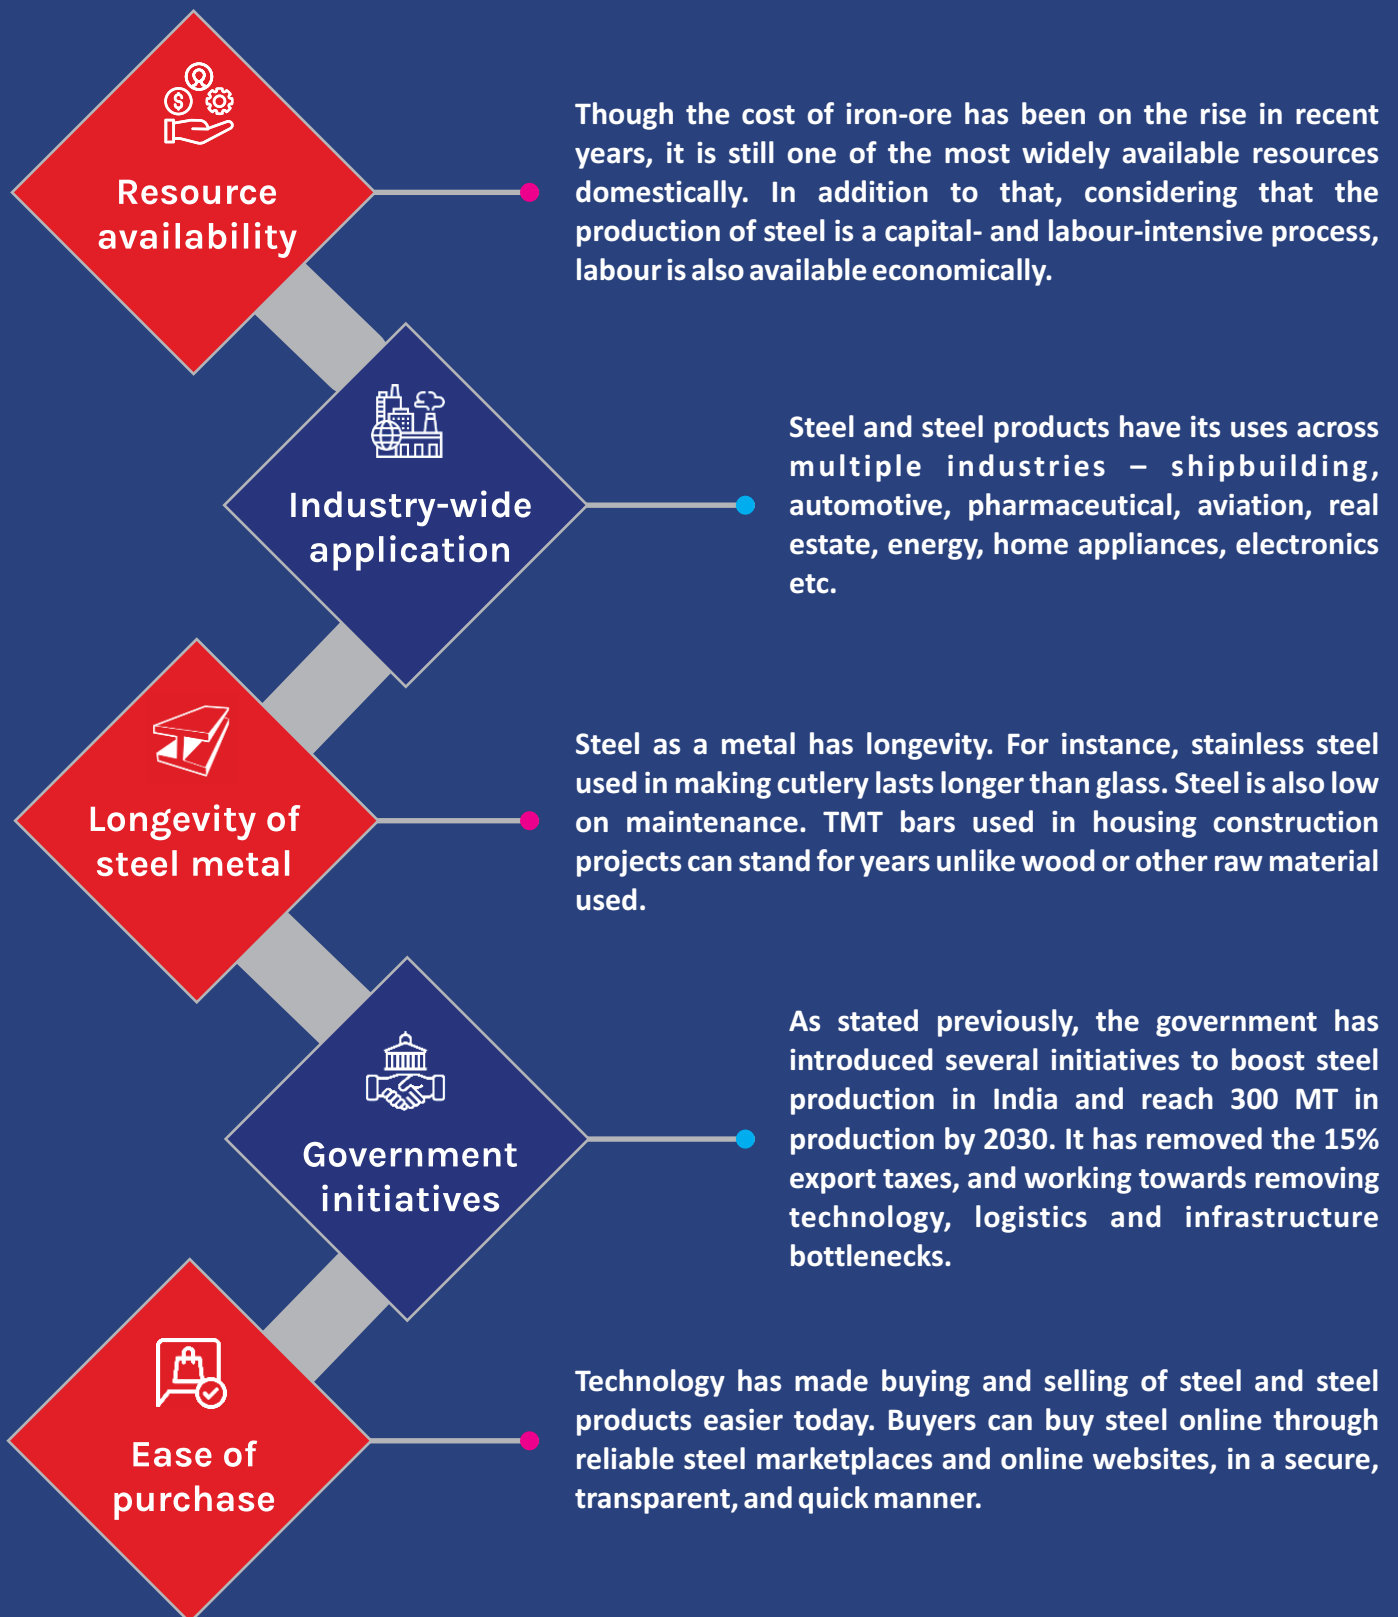 Resource
availability
Though the cost of iron-ore has been on the rise in recent
years, it is still one of the most widely available resources
domestically. In addition to that, considering that the
production of steel is a capital- and labour-intensive process,
labour is also available economically.
Industry-wide
application
Steel and steel products have its uses across
multiple industries – shipbuilding,
automotive, pharmaceutical, aviation, real
estate, energy, home appliances, electronics
etc.
Longevity of
steel metal
Steel as a metal has longevity. For instance, stainless steel
used in making cutlery lasts longer than glass. Steel is also low
on maintenance. TMT bars used in housing construction
projects can stand for years unlike wood or other raw material
used.
Government
initiatives
As stated previously, the government has
introduced several initiatives to boost steel
production in India and reach 300 MT in
production by 2030. It has removed the 15%
export taxes, and working towards removing
technology, logistics and infrastructure
bottlenecks.
Ease of
purchase
Technology has made buying and selling of steel and steel
products easier today. Buyers can buy steel online through
reliable steel marketplaces and online websites, in a secure,
transparent, and quick manner.